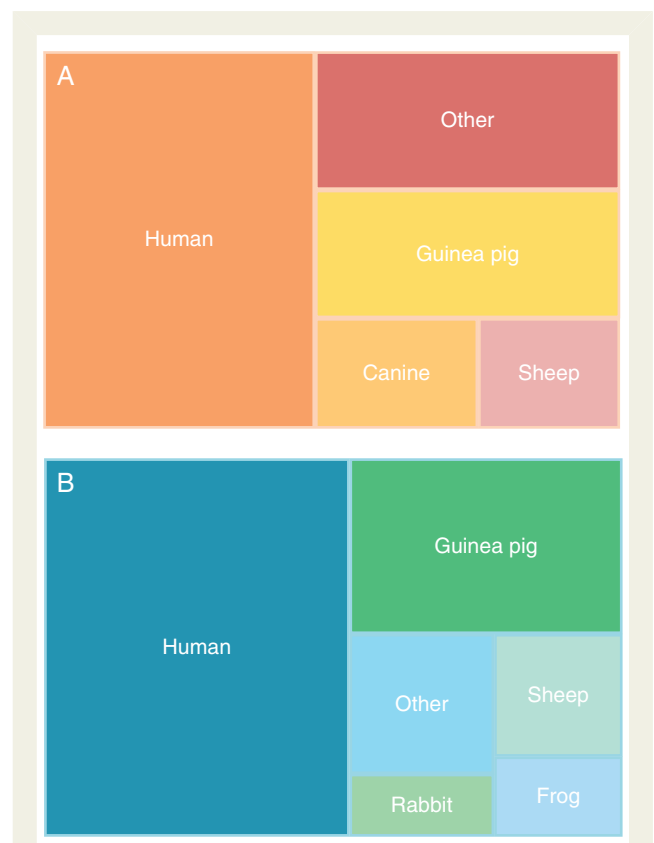 A
Other
Human
Guinea pig
Canine
Sheep
B
Guinea pig
Human
Other
Sheep
Rabbit
Frog